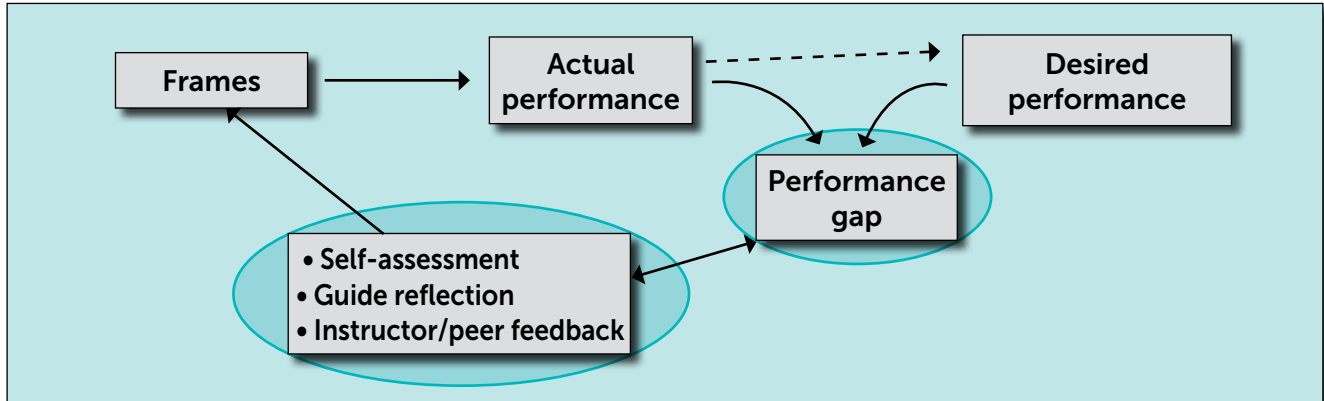 Frames
Actual
performance
Desired
performance
Performance
gap
• Self-assessment
• Guide reflection
• Instructor/peer feedback